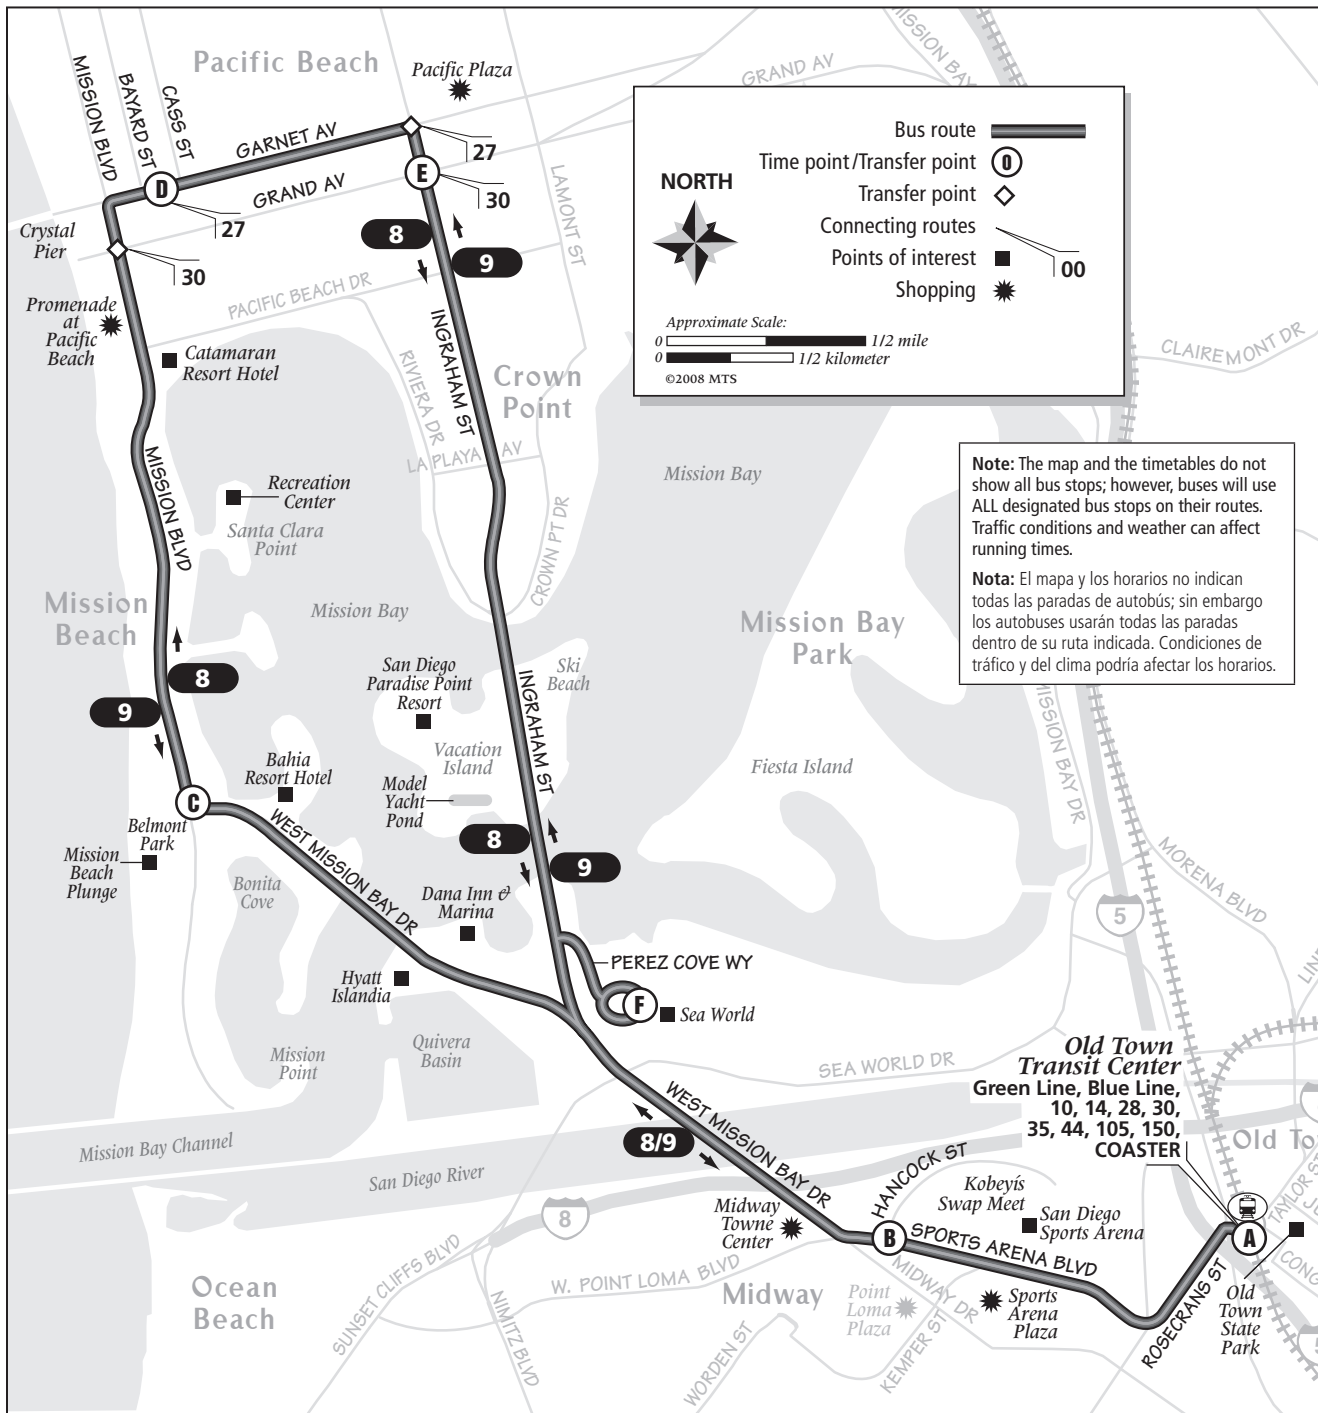 Pacific Beach
Pacific Plaza
MISSION BLVD
BAYARD ST
CASS ST
GARNET AV
GRAND AV
GRAND AV
MISSION BAY
D
E
27
30
27
30
LAMONT ST
Crystal
Pier
8
9
PACIFIC BEACH DR
Promenade
at
Pacific
Beach
Catamaran
Resort Hotel
RIVIERA DR
INGRAHAM ST
Crown
Point
LA PLAYA AV
CROWN PT DR
NORTH
Bus route
Time point/Transfer point
0
Transfer point
Connecting routes
00
Points of interest
Shopping
Approximate Scale:
0 1/2 mile
0 1/2 kilometer
©2008 MTS
CLAIREMONT DR
Note: The map and the timetables do not
show all bus stops; however, buses will use
ALL designated bus stops on their routes.
Traffic conditions and weather can affect
running times.
Nota: El mapa y los horarios no indican
todas las paradas de autobús; sin embargo
los autobuses usarán todas las paradas
dentro de su ruta indicada. Condiciones de
tráfico y del clima podría afectar los horarios.
Mission Bay
MISSION BLVD
Recreation
Center
Santa Clara
Point
Mission
Beach
Mission Bay
Mission Bay
Park
8
9
San Diego
Paradise Point
Resort
Ski
Beach
INGRAHAM ST
Vacation
Island
Model
Yacht
Pond
Fiesta Island
MISSION BAY DR
Bahia
Resort Hotel
C
Belmont
Park
Mission
Beach
Plunge
WEST MISSION BAY DR
Bonita
Cove
8
9
Dana Inn &
Marina
MORENA BLVD
5
Hyatt
Islandia
PEREZ COVE WY
F
Sea World
LIN
Mission
Point
Quivera
Basin
SEA WORLD DR
Old Town
Transit Center
Green Line, Blue Line,
10, 14, 28, 30,
35, 44, 105, 150,
COASTER
Old To
Mission Bay Channel
San Diego River
8/9
WEST MISSION BAY DR
8
Midway
Towne
Center
HANCOCK ST
B
SPORTS ARENA BLVD
Kobeyís
Swap Meet
San Diego
Sports Arena
A
TAYLOR ST
J
CONG
ROSECRANS ST
Old
Town
State
Park
Ocean
Beach
SUNSET CLIFFS BLVD
NIMITZ BLVD
W. POINT LOMA BLVD
Midway
WORDEN ST
Point
Loma
Plaza
MIDWAY DR
KEMPER ST
Sports
Arena
Plaza
5